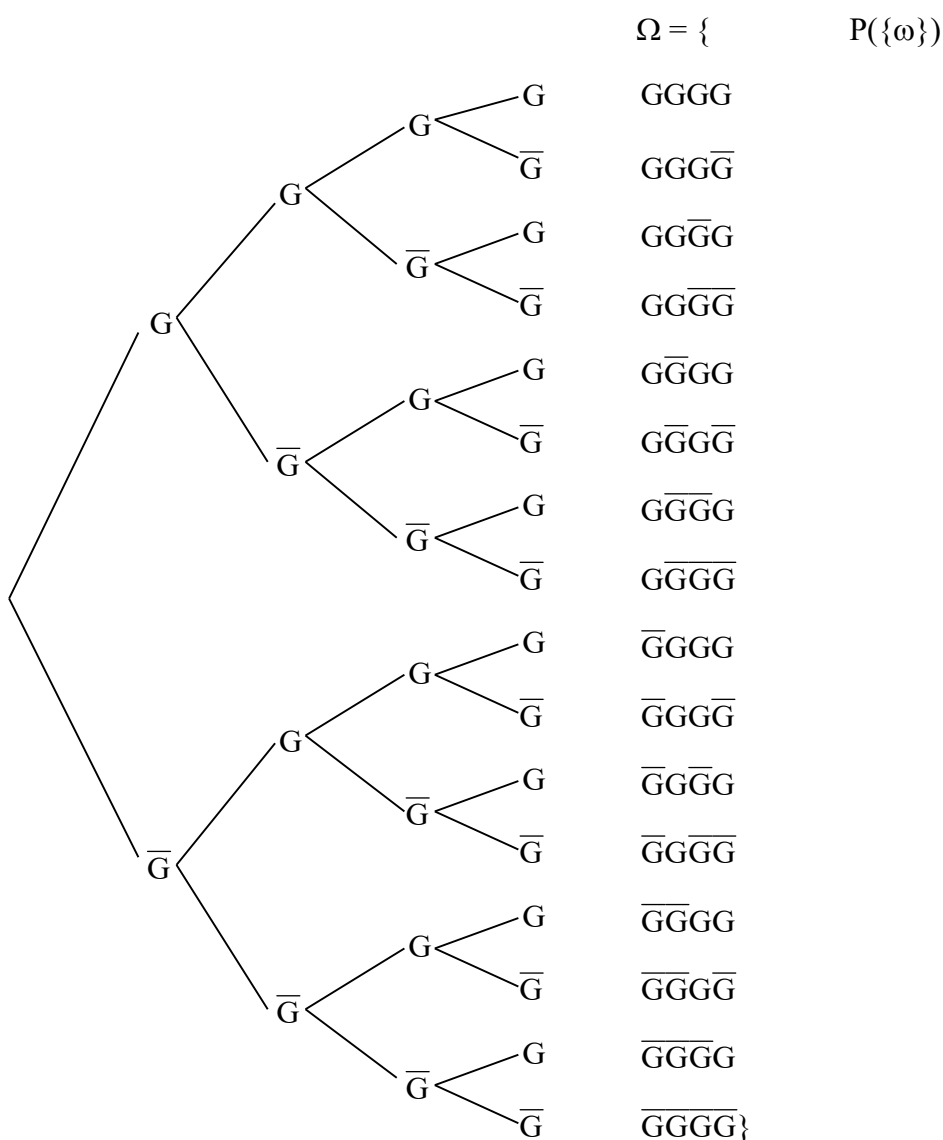 Ω = { P({ω})
G GGGG
G
G̅ GGGG̅
G
G GGG̅G
G̅
G̅ GGG̅G̅
G
G GG̅GG
G
G̅ GG̅GG̅
G̅
G GG̅G̅G
G̅
G̅ GG̅G̅G̅
G G̅GGG
G
G̅ G̅GGG̅
G
G G̅GG̅G
G̅
G̅ G̅GG̅G̅
G̅
G G̅G̅GG
G
G̅ G̅G̅GG̅
G̅
G G̅G̅G̅G
G̅
G̅ G̅G̅G̅G̅}